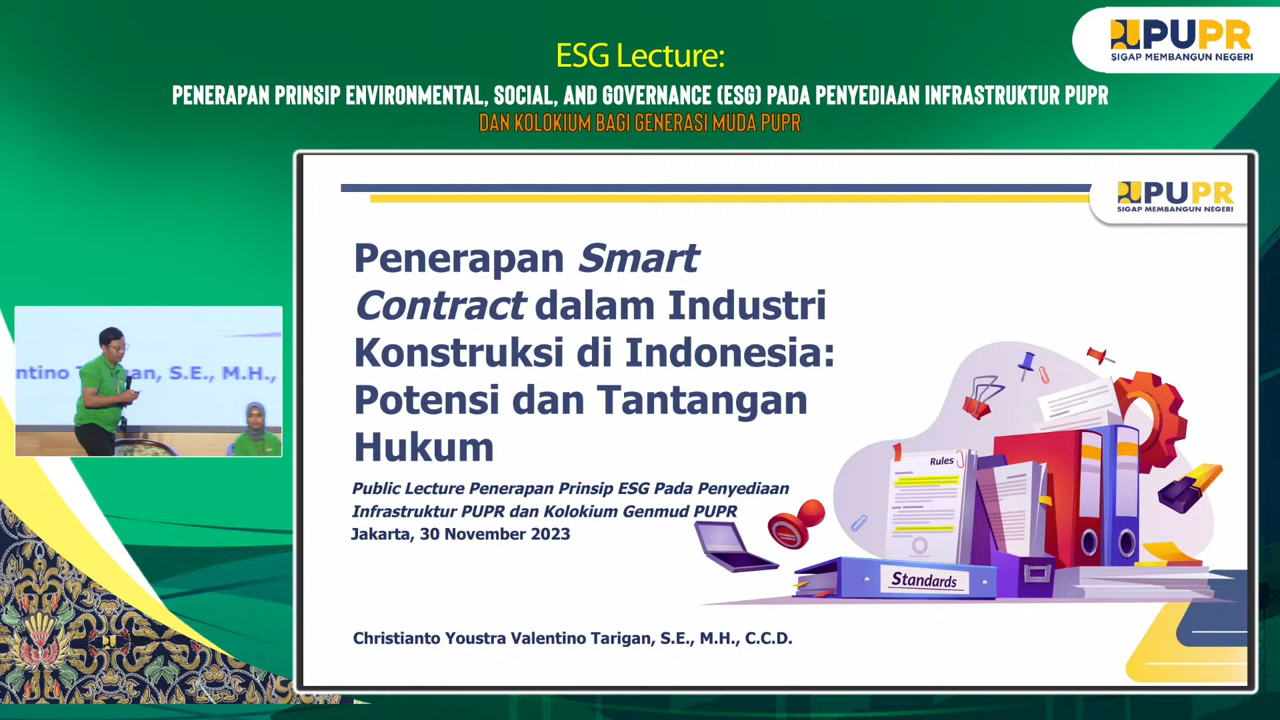 ESG Lecture:
PENERAPAN PRINSIP ENVIRONMENTAL, SOCIAL, AND GOVERNANCE (ESG) PADA PENYEDIAAN INFRASTRUKTUR PUPR
DAN KOLOKIUM BAGI GENERASI MUDA PUPR
PUPR
SIGAP MEMBANGUN NEGERI
PUPR
SIGAP MEMBANGUN NEGERI
Penerapan Smart
Contract dalam Industri
Konstruksi di Indonesia:
Potensi dan Tantangan
Hukum
Public Lecture Penerapan Prinsip ESG Pada Penyediaan
Infrastruktur PUPR dan Kolokium Genmud PUPR
Jakarta, 30 November 2023
Rules
Standards
Christianto Youstra Valentino Tarigan, S.E., M.H., C.C.D.
ntino Ta an, S.E., M.H.,